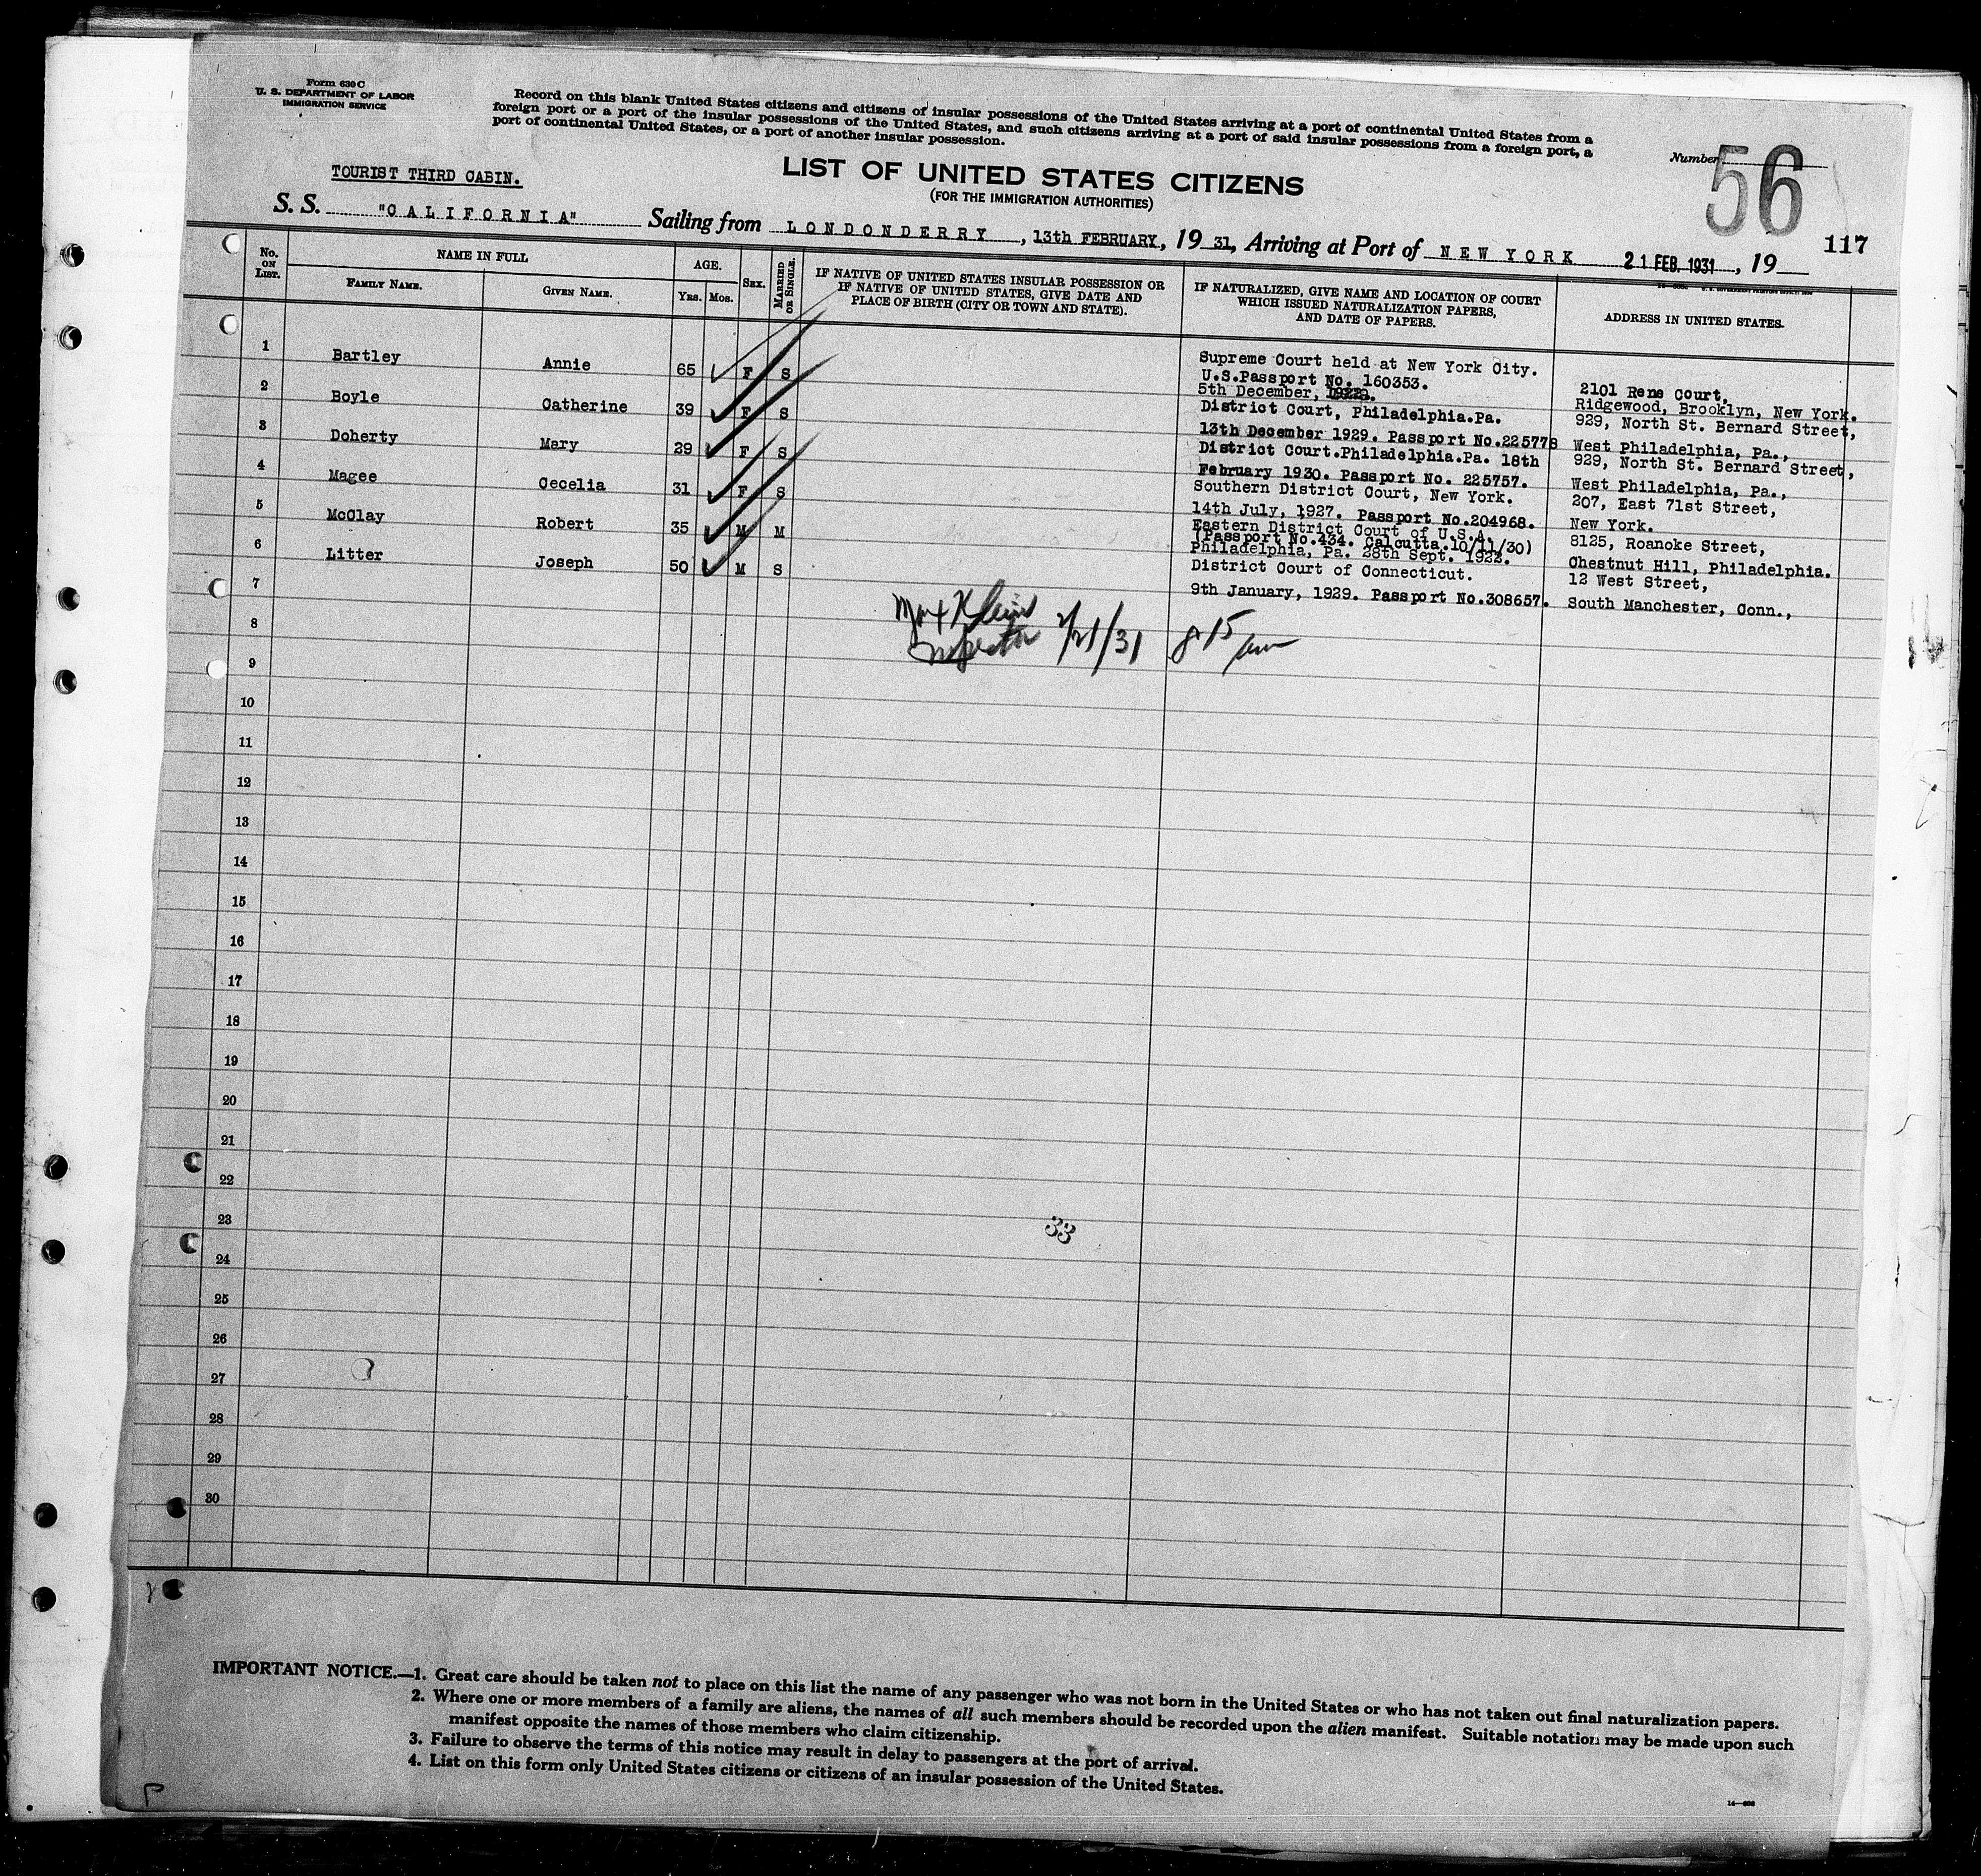 Form 630 C
U. S. DEPARTMENT OF LABOR
IMMIGRATION SERVICE
Record on this blank United States citizens and citizens of insular possessions of the United States arriving at a port of continental United States from a
foreign port or a port of the insular possessions of the United States, and such citizens arriving at a port of said insular possessions from a foreign port, a
port of continental United States, or a port of another insular possession.
Number 56
TOURIST THIRD CABIN.
LIST OF UNITED STATES CITIZENS
(FOR THE IMMIGRATION AUTHORITIES)
117
S. S. "CALIFORNIA" Sailing from LONDONDERRY, 13th FEBRUARY, 19 31, Arriving at Port of NEW YORK 21 FEB. 1931, 19
No. ON LIST.
NAME IN FULL
FAMILY NAME.
GIVEN NAME.
AGE.
YRS. MOS.
SEX.
MARRIED OR SINGLE.
IF NATIVE OF UNITED STATES INSULAR POSSESSION OR
IF NATIVE OF UNITED STATES, GIVE DATE AND
PLACE OF BIRTH (CITY OR TOWN AND STATE).
IF NATURALIZED, GIVE NAME AND LOCATION OF COURT
WHICH ISSUED NATURALIZATION PAPERS,
AND DATE OF PAPERS.
ADDRESS IN UNITED STATES.
1 Bartley Annie 65 F S
Supreme Court held at New York City.
U.S.Passport No. 160353.
5th December,
2101 Rene Court,
Ridgewood, Brooklyn, New York.
2 Boyle Catherine 39 F S
District Court, Philadelphia.Pa.
13th December 1929. Passport No.225778
929, North St. Bernard Street,
West Philadelphia, Pa.,
3 Doherty Mary 29 F S
District Court.Philadelphia.Pa. 18th
February 1930. Passport No. 225757.
929, North St. Bernard Street,
West Philadelphia, Pa.,
4 Magee Cecelia 31 F S
Southern District Court, New York.
14th July, 1927. Passport No.204968.
207, East 71st Street,
New York.
5 McClay Robert 35 M M
Eastern District Court of U.S.A.
(Passport No.434. Calcutta.10/11/30)
Philadelphia, Pa. 28th Sept. 1922.
8125, Roanoke Street,
Chestnut Hill, Philadelphia.
6 Litter Joseph 50 M S
District Court of Connecticut.
9th January, 1929. Passport No.308657.
12 West Street,
South Manchester, Conn.,
7
Max Klein
Inspector 2/21/31 8:15 am
8
9
10
11
12
13
14
15
16
17
18
19
20
21
22
23
33
24
25
26
27
28
29
30
IMPORTANT NOTICE.—1. Great care should be taken not to place on this list the name of any passenger who was not born in the United States or who has not taken out final naturalization papers.
2. Where one or more members of a family are aliens, the names of all such members should be recorded upon the alien manifest. Suitable notation may be made upon such
manifest opposite the names of those members who claim citizenship.
3. Failure to observe the terms of this notice may result in delay to passengers at the port of arrival.
4. List on this form only United States citizens or citizens of an insular possession of the United States.